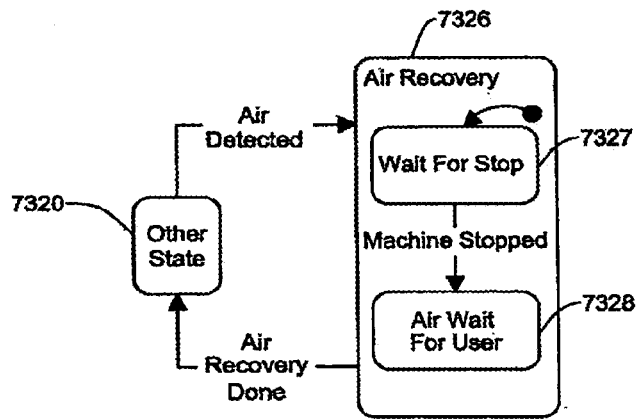 7326
Air Recovery
Air
Detected
Wait For Stop
7327
7320
Other
State
Machine Stopped
7328
Air Wait
For User
Air
Recovery
Done